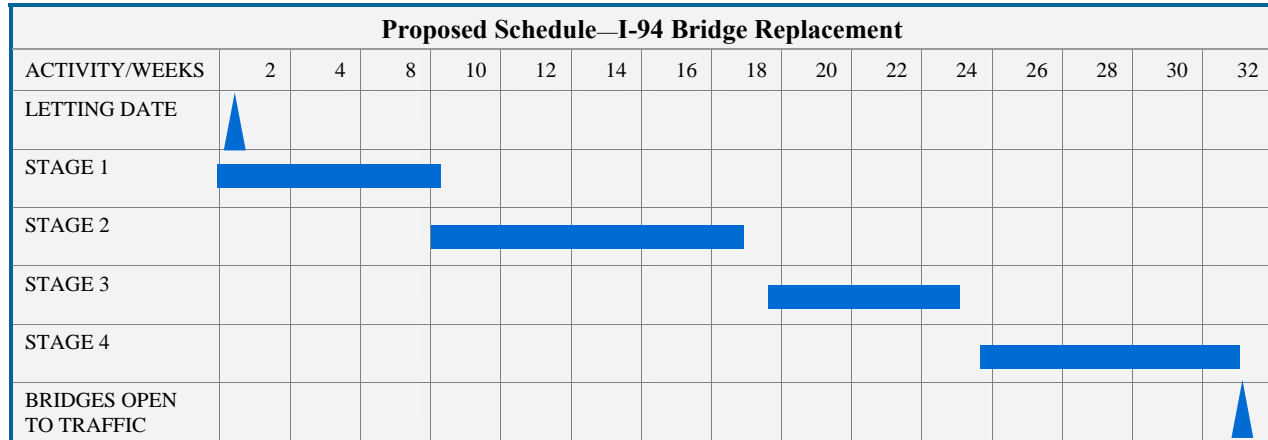 Proposed Schedule—I-94 Bridge Replacement
ACTIVITY/WEEKS 2 4 8 10 12 14 16 18 20 22 24 26 28 30 32
LETTING DATE
STAGE 1
STAGE 2
STAGE 3
STAGE 4
BRIDGES OPEN
TO TRAFFIC